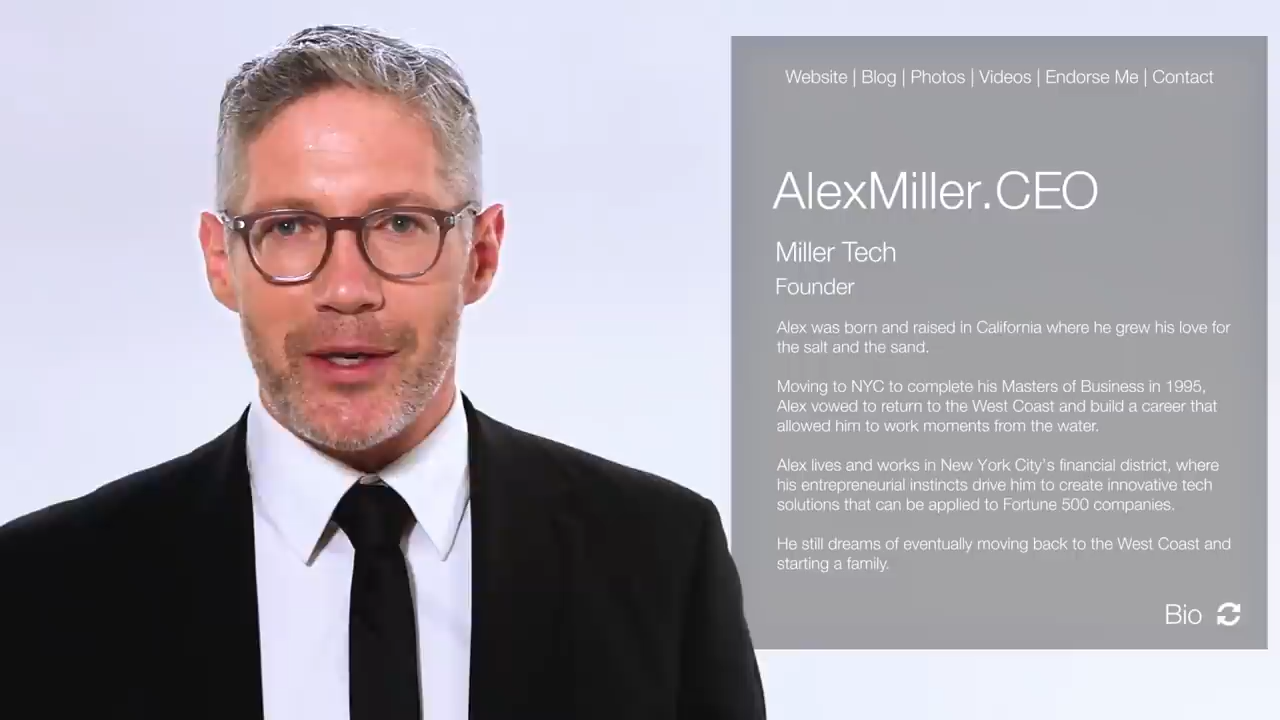 Website | Blog | Photos | Videos | Endorse Me | Contact
AlexMiller.CEO
Miller Tech
Founder
Alex was born and raised in California where he grew his love for
the salt and the sand.
Moving to NYC to complete his Masters of Business in 1995,
Alex vowed to return to the West Coast and build a career that
allowed him to work moments from the water.
Alex lives and works in New York City's financial district, where
his entrepreneurial instincts drive him to create innovative tech
solutions that can be applied to Fortune 500 companies.
He still dreams of eventually moving back to the West Coast and
starting a family.
Bio